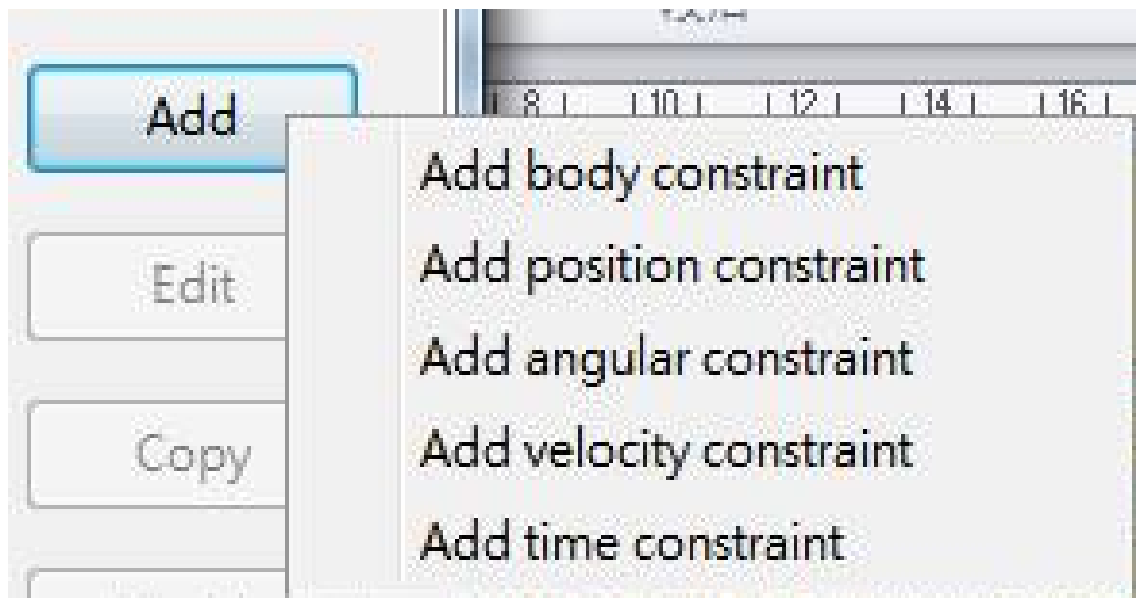 Add
8 10 12 14 16
Add body constraint
Add position constraint
Edit
Add angular constraint
Copy
Add velocity constraint
Add time constraint